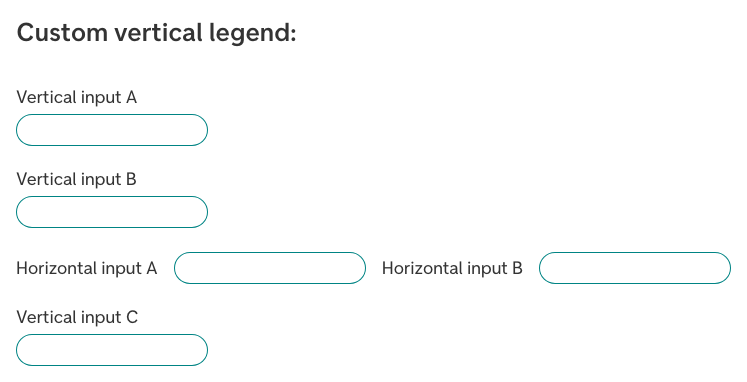 Custom vertical legend:
Vertical input A
Vertical input B
Horizontal input A Horizontal input B
Vertical input C